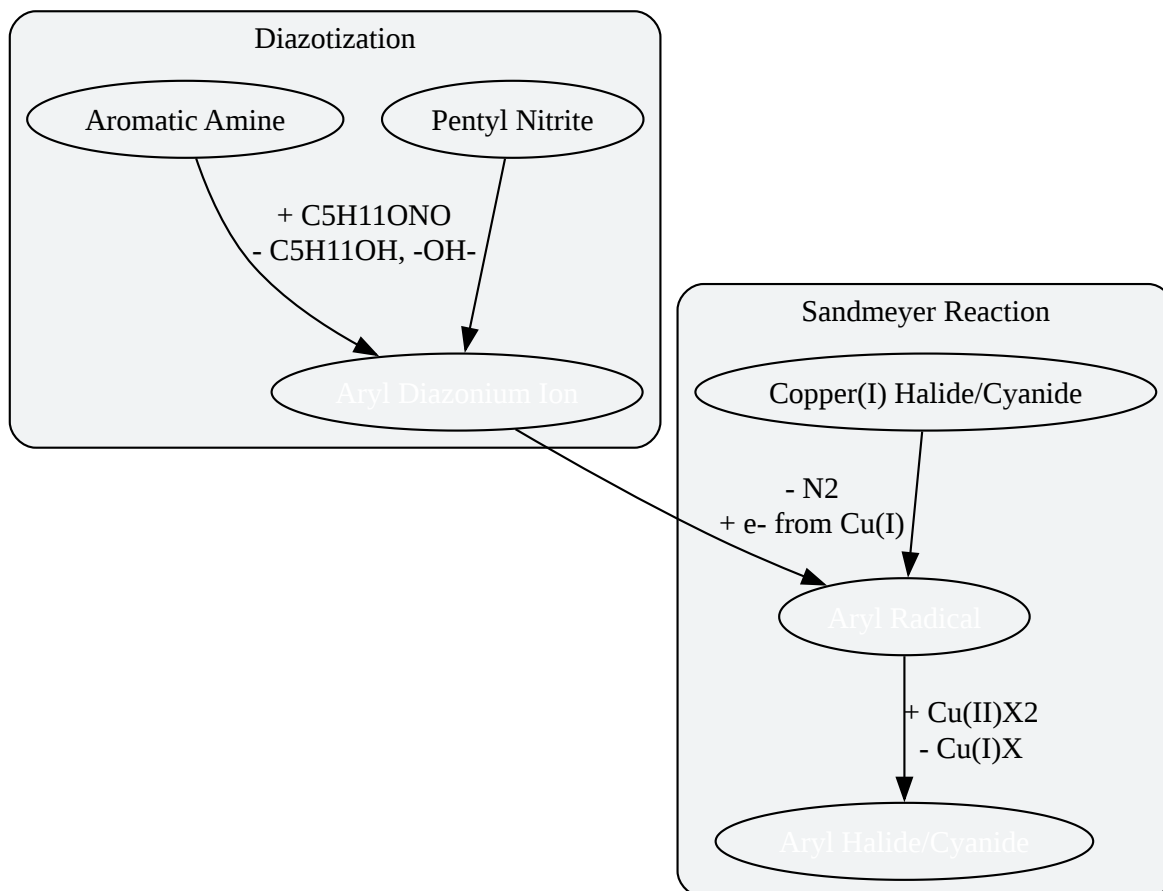 Diazotization
Aromatic Amine
Pentyl Nitrite
+ C5H11ONO
- C5H11OH, -OH-
Aryl Diazonium Ion
Sandmeyer Reaction
Copper(I) Halide/Cyanide
- N2
+ e- from Cu(I)
Aryl Radical
+ Cu(II)X2
- Cu(I)X
Aryl Halide/Cyanide